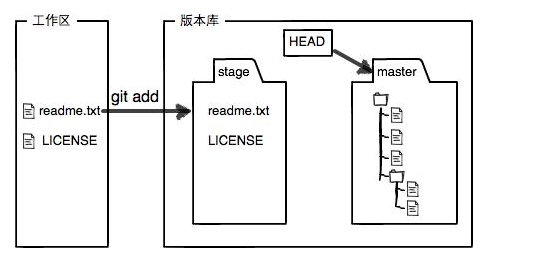 工作区
版本库
HEAD
stage
master
readme.txt
git add
readme.txt
LICENSE
LICENSE